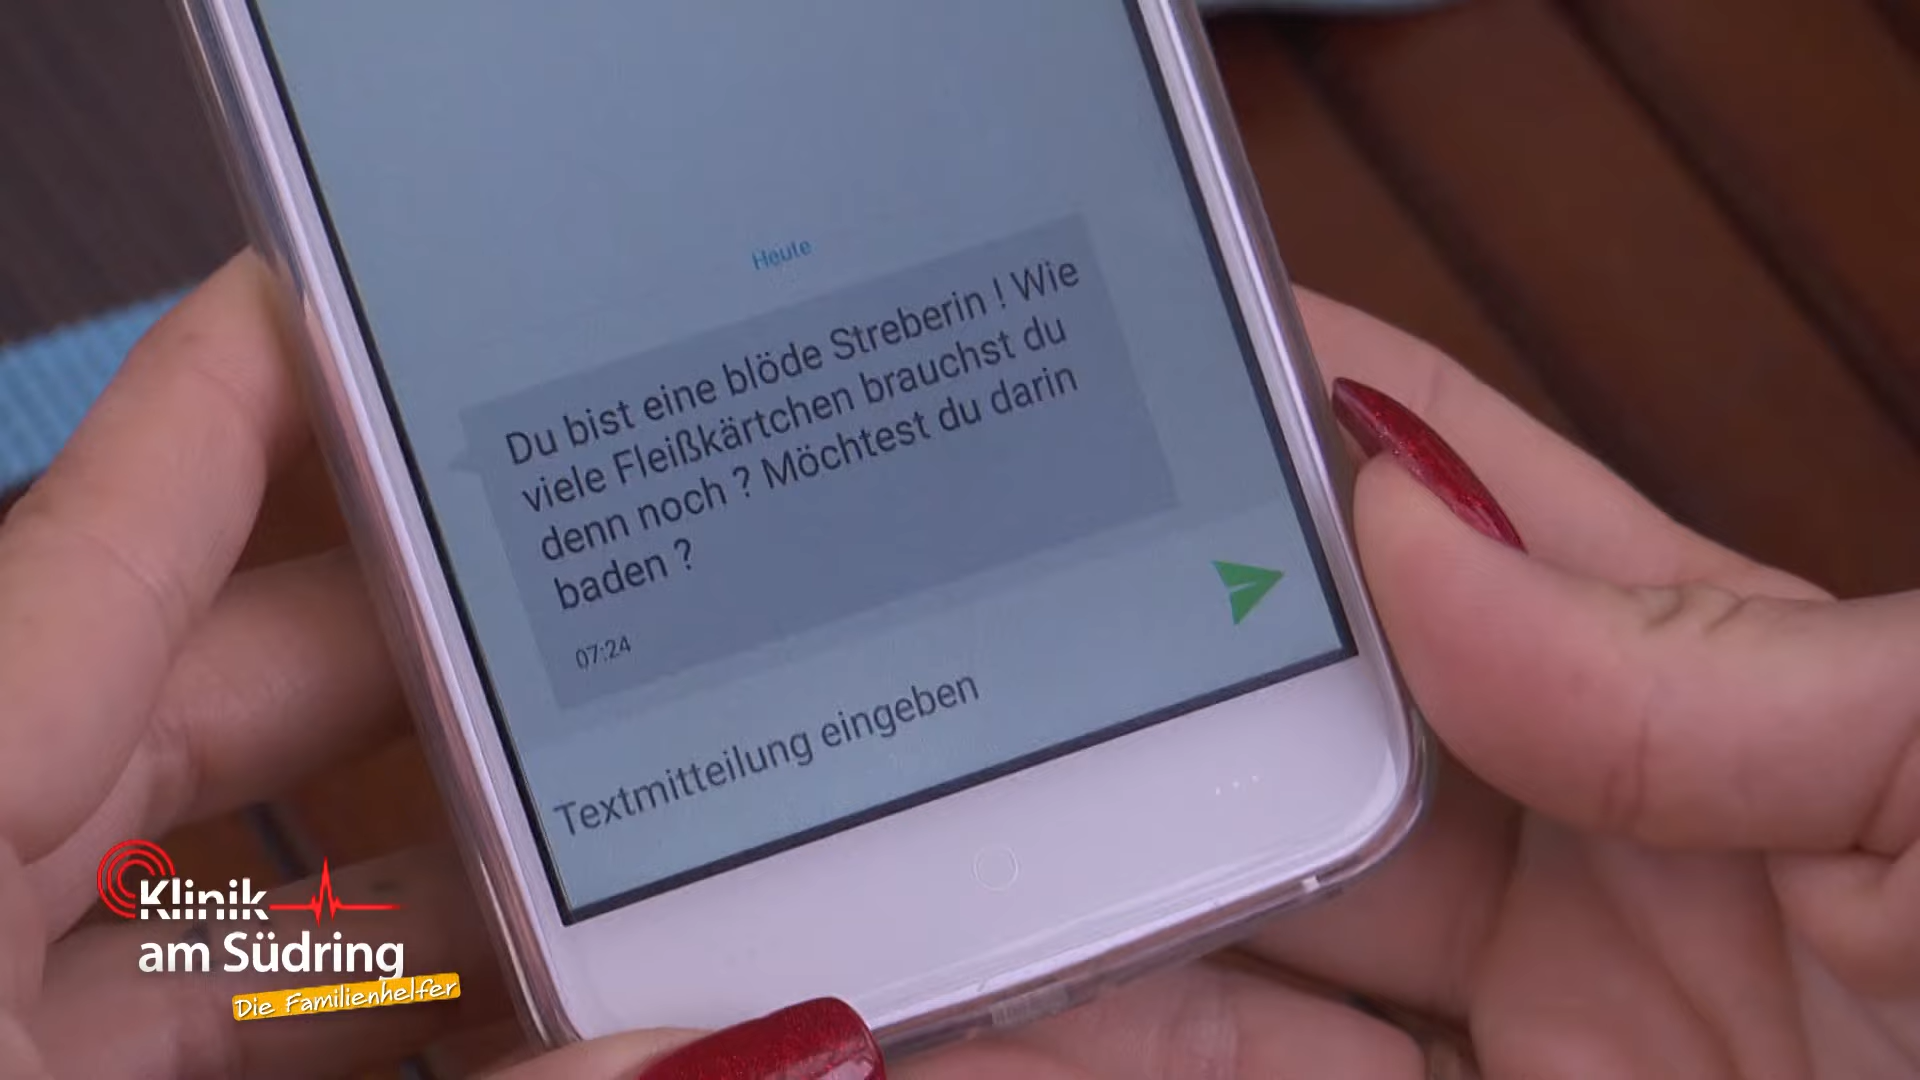 Heute
Du bist eine blöde Streberin ! Wie
viele Fleißkärtchen brauchst du
denn noch ? Möchtest du darin
baden ?
07:24
Textmitteilung eingeben
Klinik
am Südring
Die Familienhelfer